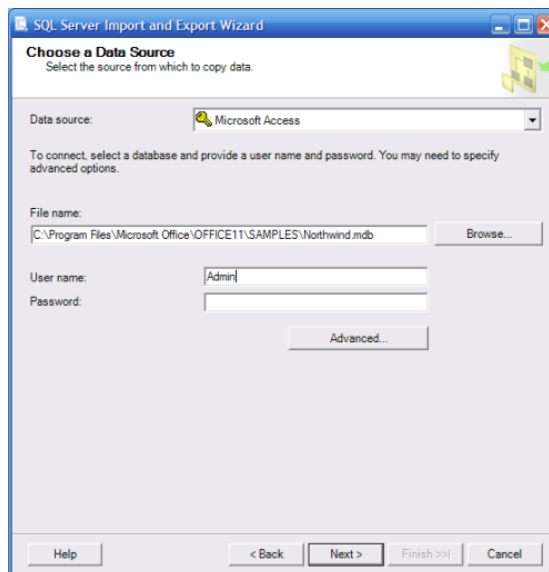 SQL Server Import and Export Wizard
Choose a Data Source
Select the source from which to copy data.
Data source: Microsoft Access
To connect, select a database and provide a user name and password. You may need to specify
advanced options.
File name:
C:\Program Files\Microsoft Office\OFFICE11\SAMPLES\Northwind.mdb Browse...
User name: Admin
Password:
Advanced...
Help < Back Next > Finish >>| Cancel